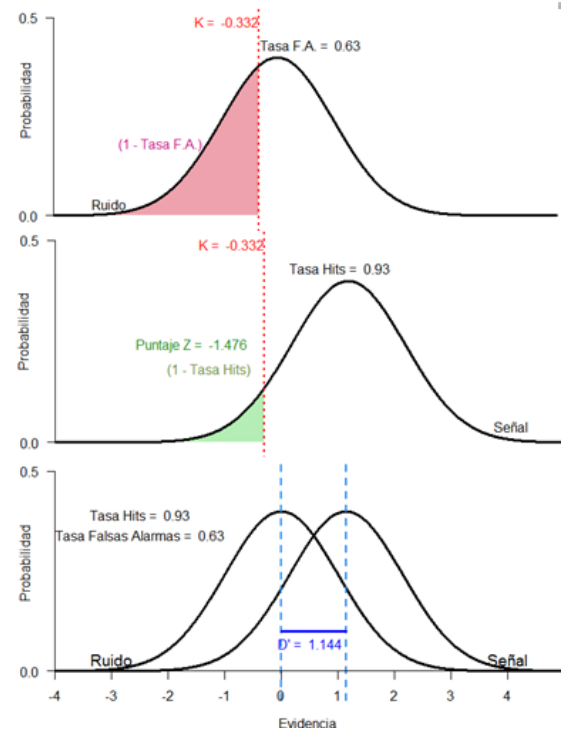 0.5
K = -0.332
Tasa F.A. = 0.63
Probabilidad
(1 - Tasa F.A.)
Ruido
0.0
0.5
K = -0.332
Tasa Hits = 0.93
Probabilidad
Puntaje Z = -1.476
(1 - Tasa Hits)
Señal
0.0
0.5
Tasa Hits = 0.93
Tasa Falsas Alarmas = 0.63
Probabilidad
D' = 1.144
Ruido
Señal
0.0
-4 -3 -2 -1 0 1 2 3 4
Evidencia